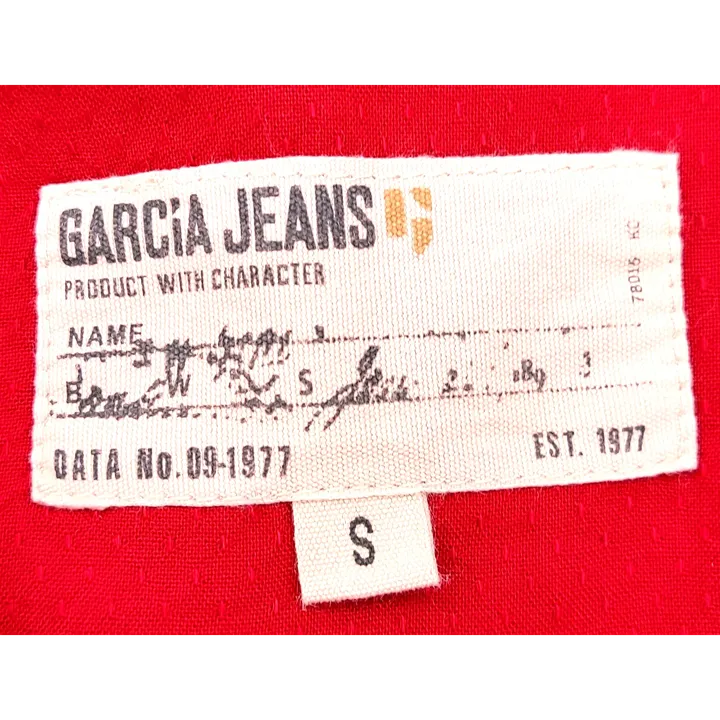 GARCiA JEANS
PRODUCT WITH CHARACTER
78015 KC
NAME
B W S
DATA No. 09-1977
EST. 1977
S